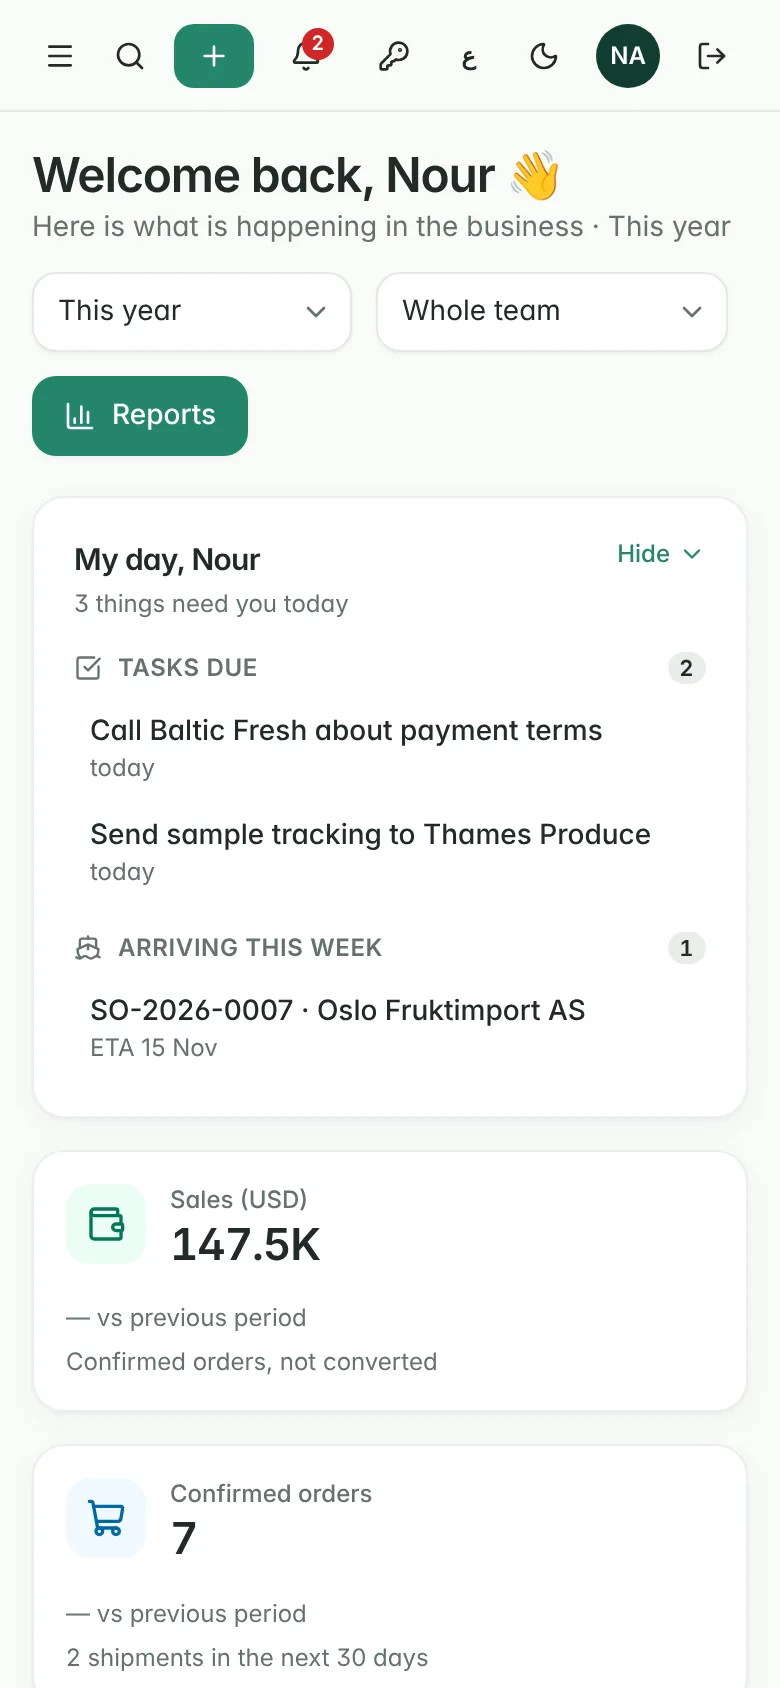 2
ع
NA
Welcome back, Nour 👋
Here is what is happening in the business · This year
This year
Whole team
Reports
My day, Nour
Hide
3 things need you today
TASKS DUE
2
Call Baltic Fresh about payment terms
today
Send sample tracking to Thames Produce
today
ARRIVING THIS WEEK
1
SO-2026-0007 · Oslo Fruktimport AS
ETA 15 Nov
Sales (USD)
147.5K
— vs previous period
Confirmed orders, not converted
Confirmed orders
7
— vs previous period
2 shipments in the next 30 days